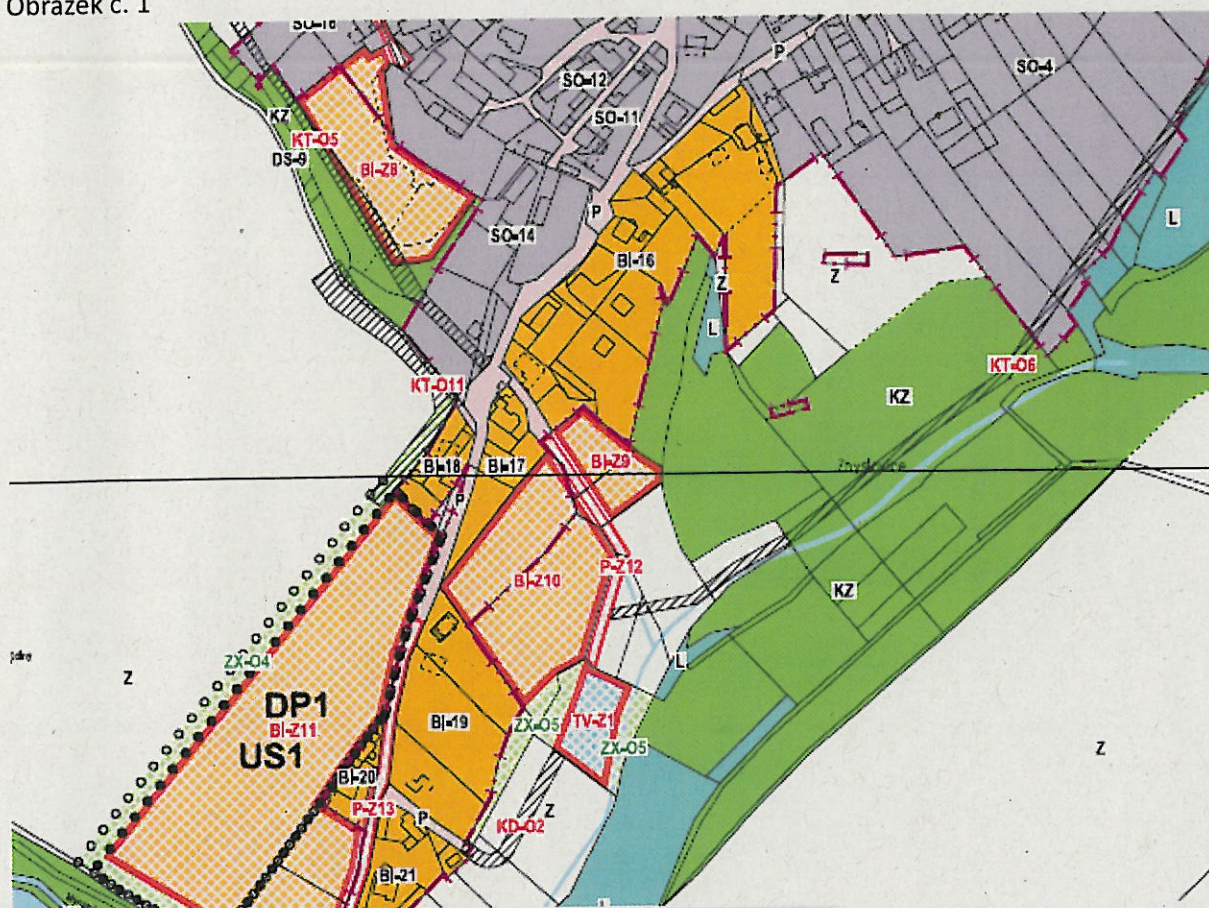 Obrázek č. 1
SO-16
P
SO-4
SO-12
SO-11
KZ
KT-O5
DS-9
BI-Z8
P
SO-14
L
BI-16
Z
Z
L
KT-O6
KT-O11
KZ
BI-18
BI-17
BI-Z9
P
BI-Z10
P-Z12
KZ
ZX-O4
L
Z
DP1
BI-Z11
BI-19
ZX-O5
TV-Z1
ZX-O5
US1
Z
BI-20
P-Z13
P
Z
KD-O2
BI-21
L